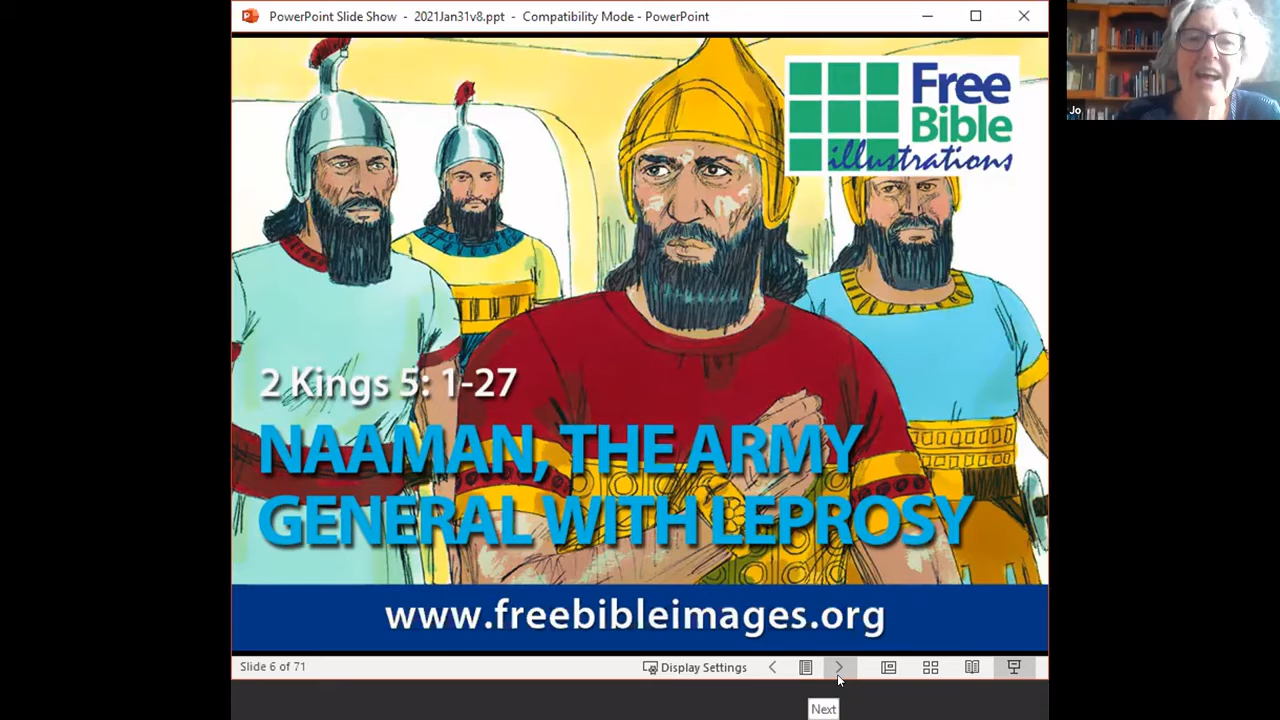 PowerPoint Slide Show - 2021Jan31v8.ppt - Compatibility Mode - PowerPoint
Free
Bible
illustrations
Jo
2 Kings 5: 1-27
NAAMAN, THE ARMY
GENERAL WITH LEPROSY
www.freebibleimages.org
Slide 6 of 71
Display Settings
Next